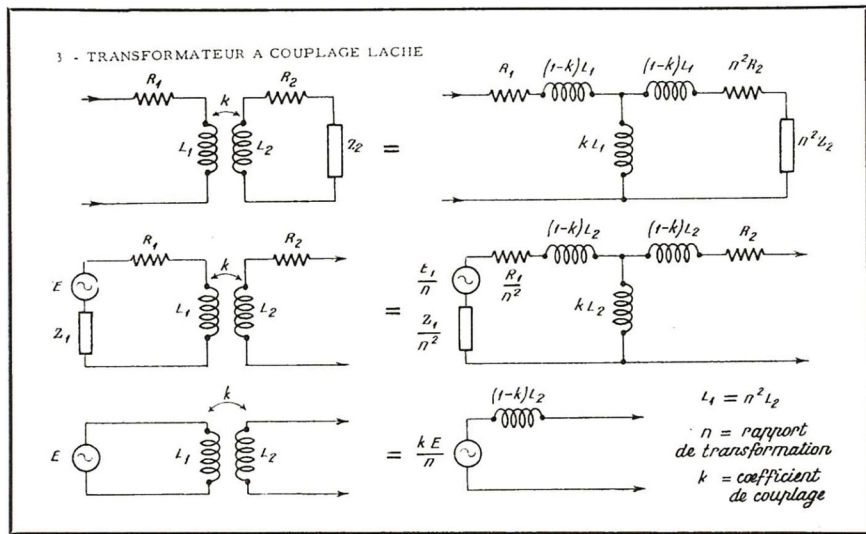 3 - TRANSFORMATEUR A COUPLAGE LACHE
R₁ k R₂
L₁ L₂ Z₂
=
R₁ (1-k)L₁ (1-k)L₁ n²R₂
kL₁ n²Z₂
R₁ k R₂
E L₁ L₂
Z₁
=
E₁/n R₁/n² (1-k)L₂ (1-k)L₂ R₂
Z₁/n² kL₂
k
E L₁ L₂
=
kE/n (1-k)L₂
L₁ = n²L₂
n = rapport
de transformation
k = coefficient
de couplage